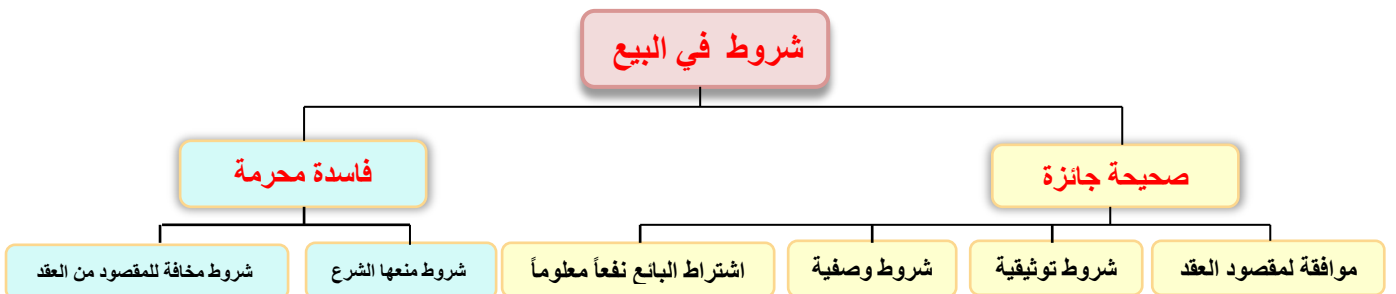 شروط في البيع
صحيحة جائزة
فاسدة محرمة
موافقة لمقصود العقد
شروط توثيقية
شروط وصفية
اشتراط البائع نفعاً معلوماً
شروط منعها الشرع
شروط مخافة للمقصود من العقد